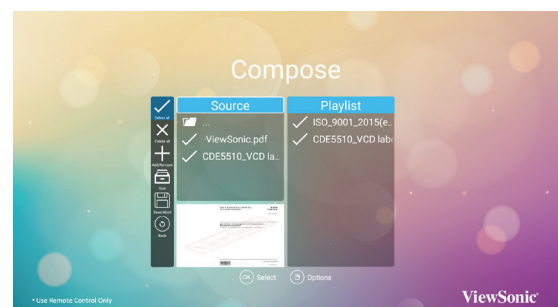 Compose
Source
Playlist
Select all
Delete all
Add/Remove
Sort
Save/Abort
Back
...
ViewSonic.pdf
CDE5510_VCD la..
ISO_9001_2015(e..
CDE5510_VCD labe
OK Select
Options
* Use Remote Control Only
ViewSonic